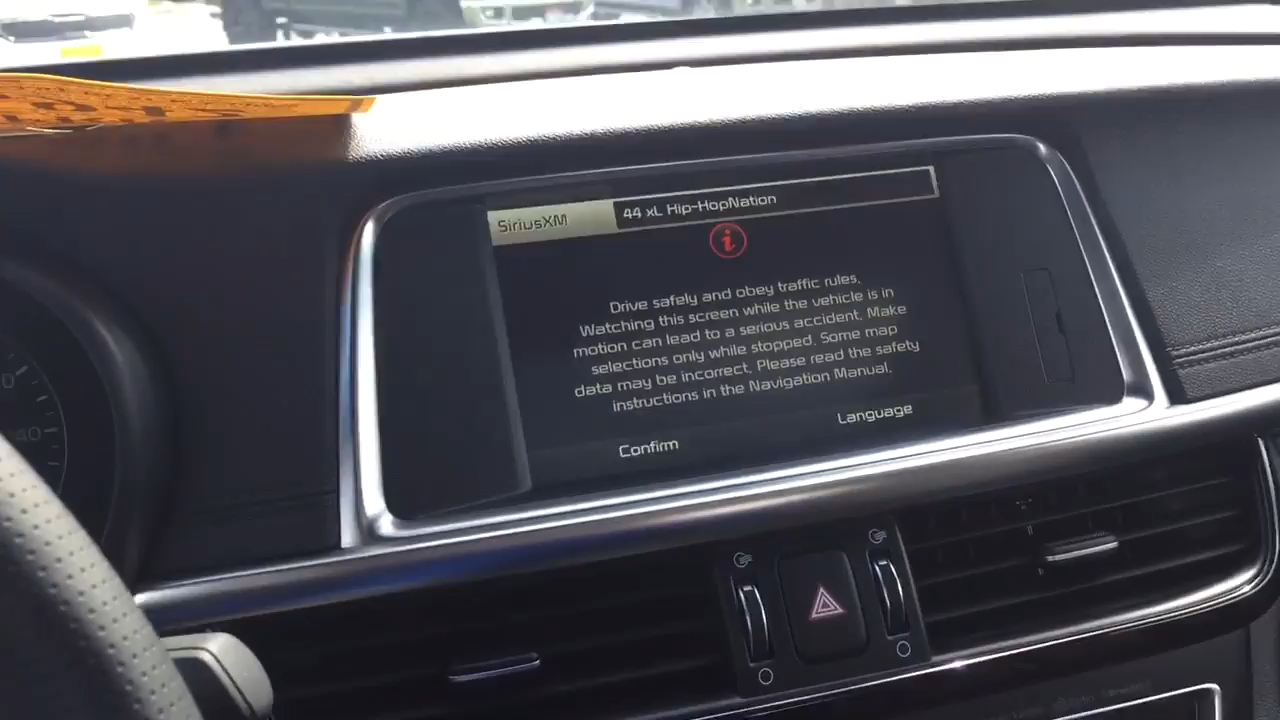 SiriusXM
44 xL Hip-HopNation
i
Drive safely and obey traffic rules.
Watching this screen while the vehicle is in
motion can lead to a serious accident. Make
selections only while stopped. Some map
data may be incorrect. Please read the safety
instructions in the Navigation Manual.
Confirm
Language
40